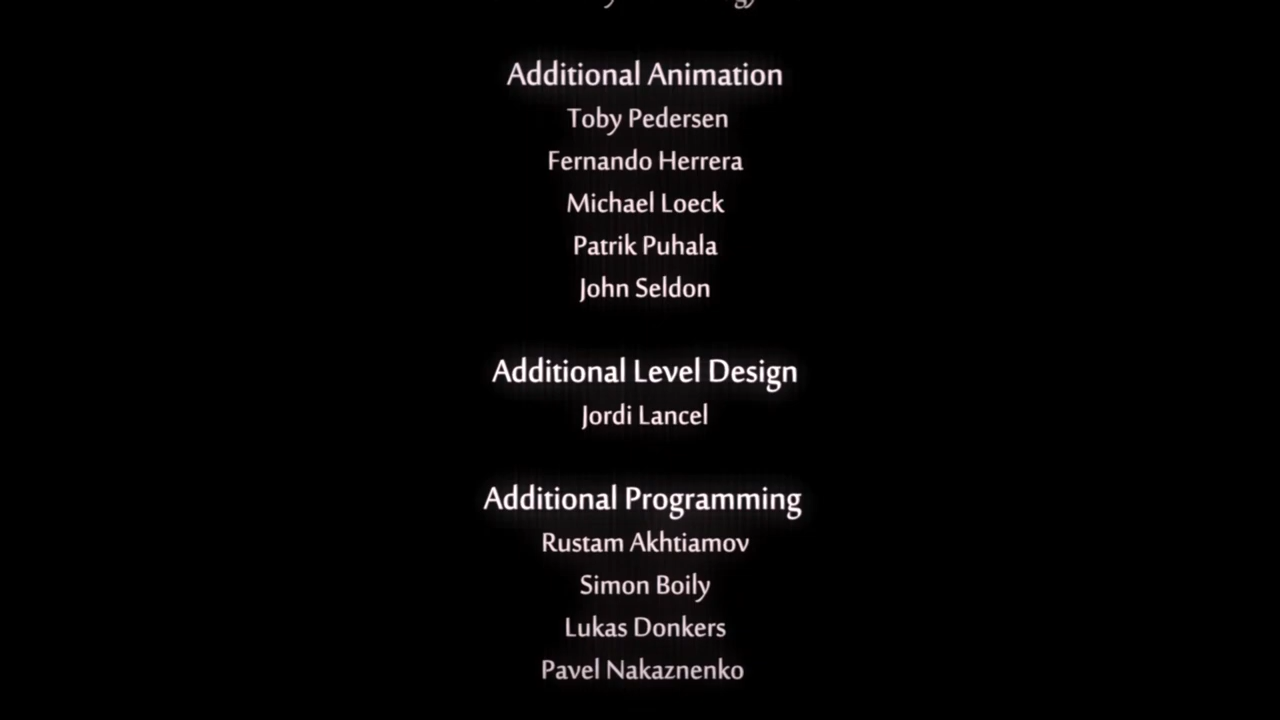 Additional Animation
Toby Pedersen
Fernando Herrera
Michael Loeck
Patrik Puhala
John Seldon
Additional Level Design
Jordi Lancel
Additional Programming
Rustam Akhtiamov
Simon Boily
Lukas Donkers
Pavel Nakaznenko